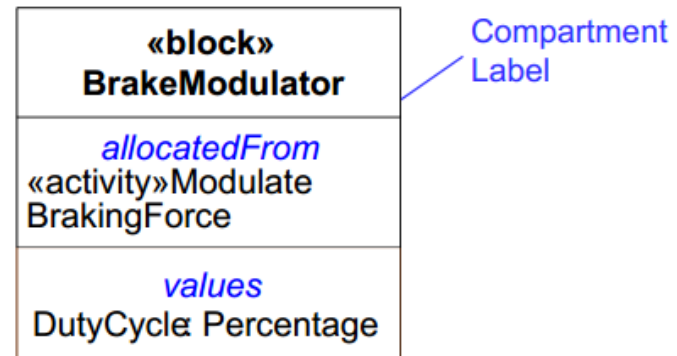 «block»
BrakeModulator
Compartment
Label
allocatedFrom
«activity»Modulate
BrakingForce
values
DutyCycle: Percentage